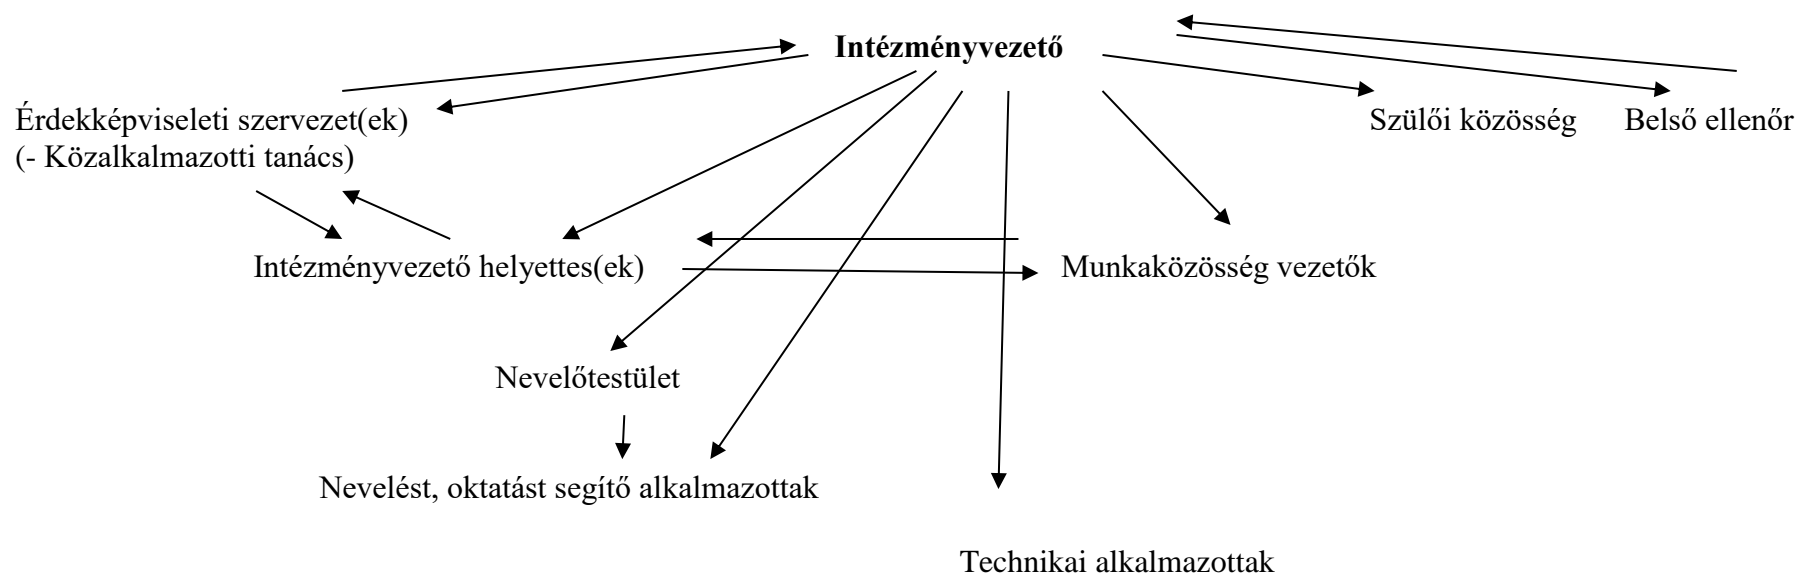 Intézményvezető
Érdekképviseleti szervezet(ek)
(- Közalkalmazotti tanács)
Szülői közösség
Belső ellenőr
Intézményvezető helyettes(ek)
Munkaközösség vezetők
Nevelőtestület
Nevelést, oktatást segítő alkalmazottak
Technikai alkalmazottak